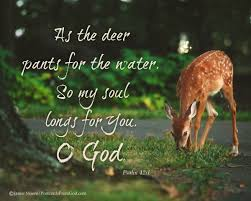 As the deer
pants for the water,
So my soul
longs for You,
O God
Psalm 42:1